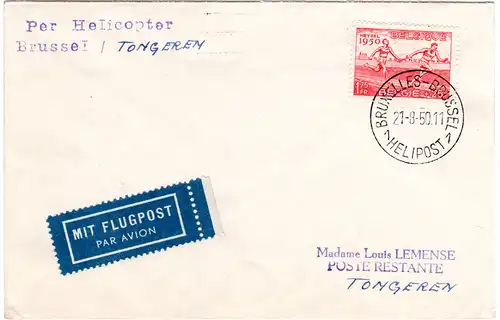 Per Helicopter
Brussel / TONGEREN
HEYSEL
1950
BELGIQUE
1F75
BELGIE
BRUXELLES-BRUSSEL
21-8-50.11
HELIPOST
MIT FLUGPOST
PAR AVION
Madame Louis LEMENSE
POSTE RESTANTE
TONGEREN